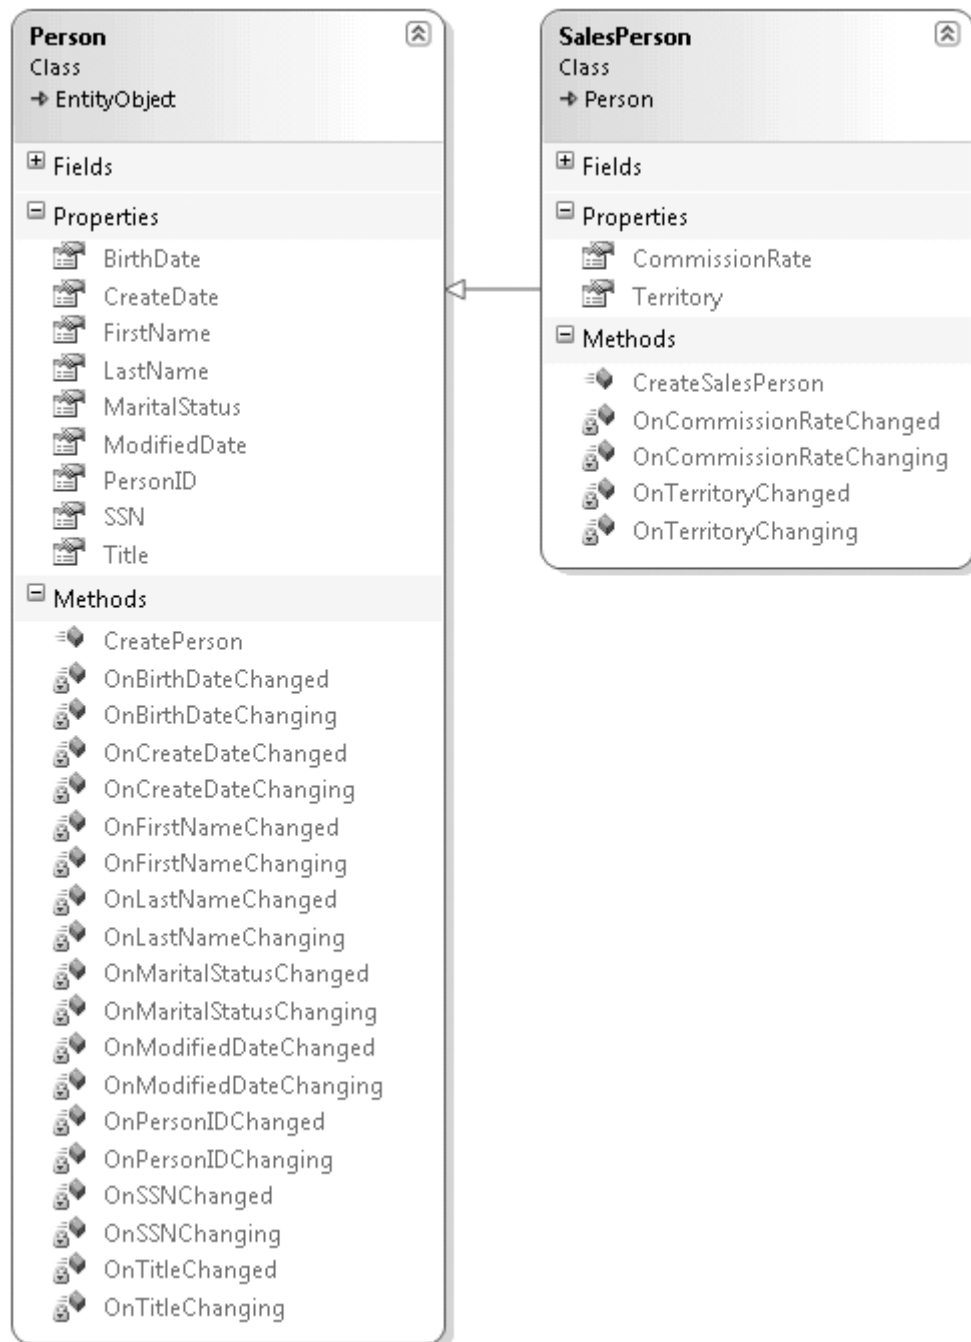 Person
Class
EntityObject
Fields
Properties
BirthDate
CreateDate
FirstName
LastName
MaritalStatus
ModifiedDate
PersonID
SSN
Title
Methods
CreatePerson
OnBirthDateChanged
OnBirthDateChanging
OnCreateDateChanged
OnCreateDateChanging
OnFirstNameChanged
OnFirstNameChanging
OnLastNameChanged
OnLastNameChanging
OnMaritalStatusChanged
OnMaritalStatusChanging
OnModifiedDateChanged
OnModifiedDateChanging
OnPersonIDChanged
OnPersonIDChanging
OnSSNChanged
OnSSNChanging
OnTitleChanged
OnTitleChanging
SalesPerson
Class
Person
Fields
Properties
CommissionRate
Territory
Methods
CreateSalesPerson
OnCommissionRateChanged
OnCommissionRateChanging
OnTerritoryChanged
OnTerritoryChanging